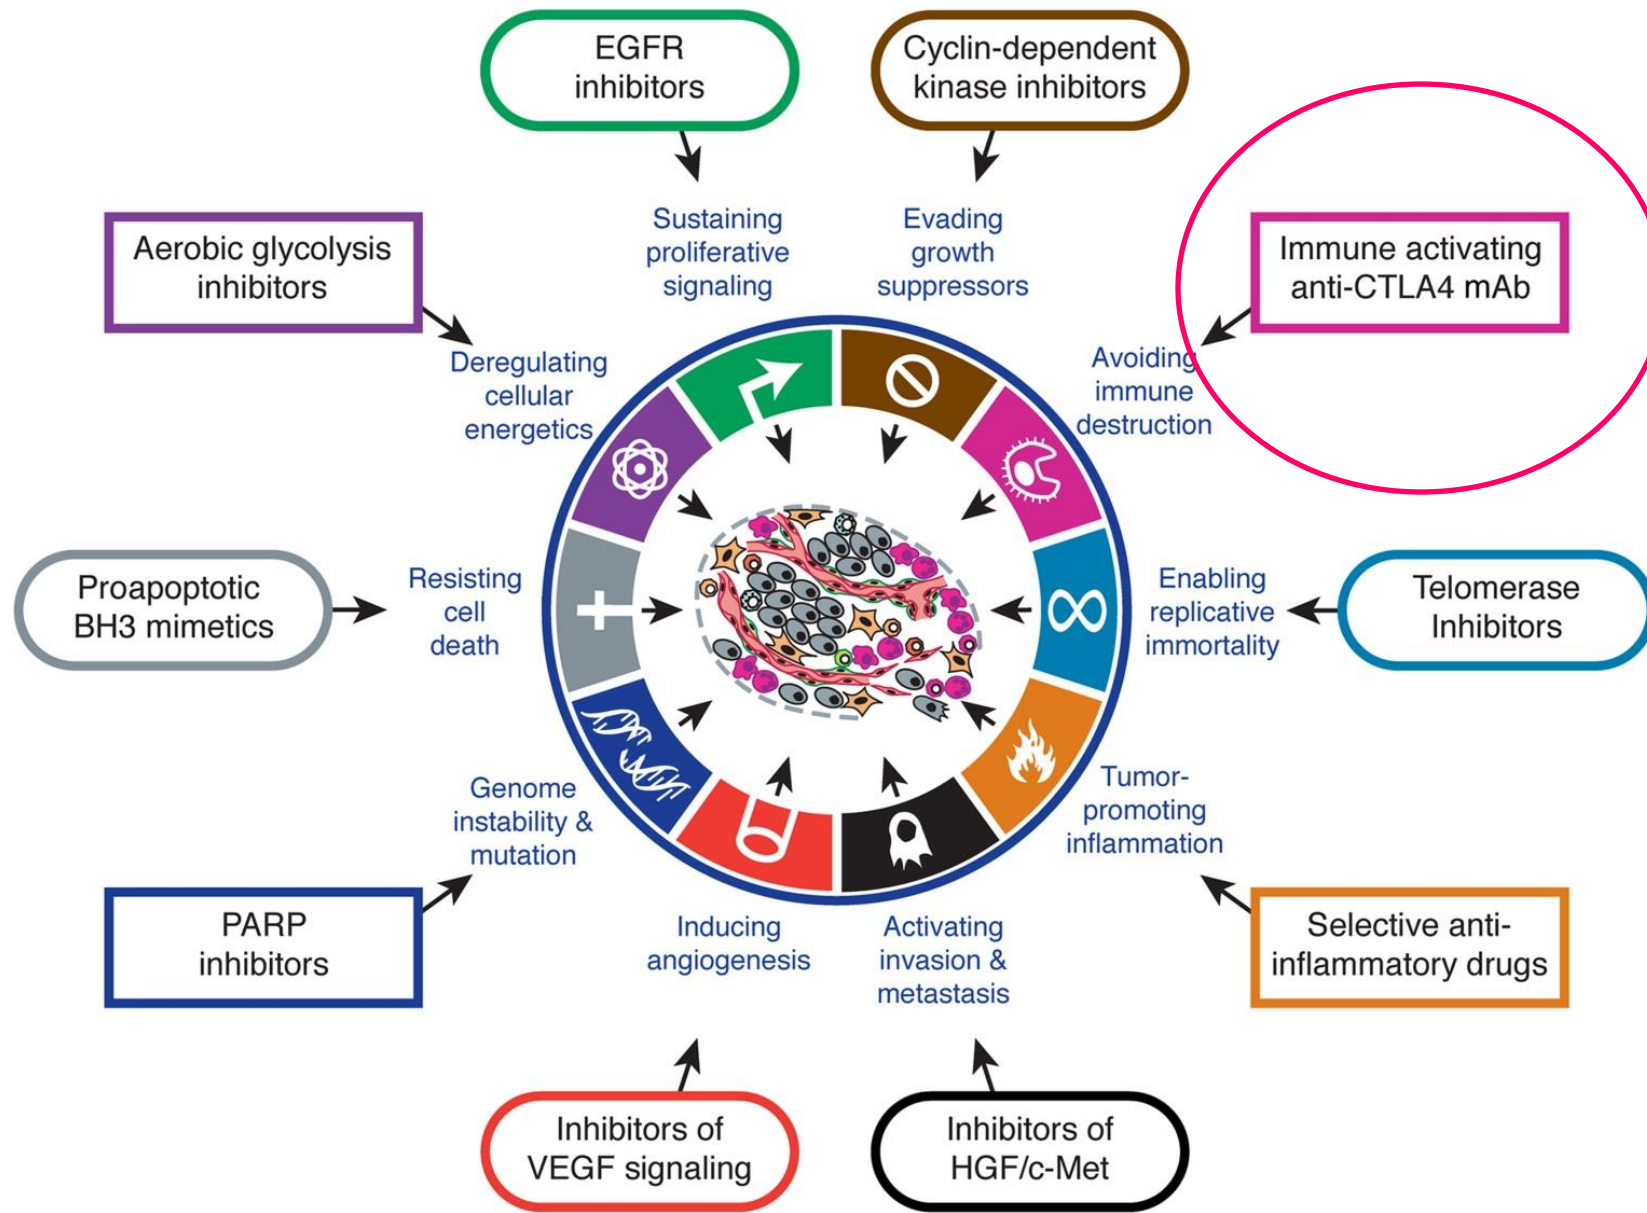 EGFR
inhibitors
Cyclin-dependent
kinase inhibitors
Sustaining
proliferative
signaling
Evading
growth
suppressors
Aerobic glycolysis
inhibitors
Immune activating
anti-CTLA4 mAb
Deregulating
cellular
energetics
Avoiding
immune
destruction
Proapoptotic
BH3 mimetics
Resisting
cell
death
Enabling
replicative
immortality
Telomerase
Inhibitors
Genome
instability &
mutation
Tumor-
promoting
inflammation
PARP
inhibitors
Inducing
angiogenesis
Activating
invasion &
metastasis
Selective anti-
inflammatory drugs
Inhibitors of
VEGF signaling
Inhibitors of
HGF/c-Met